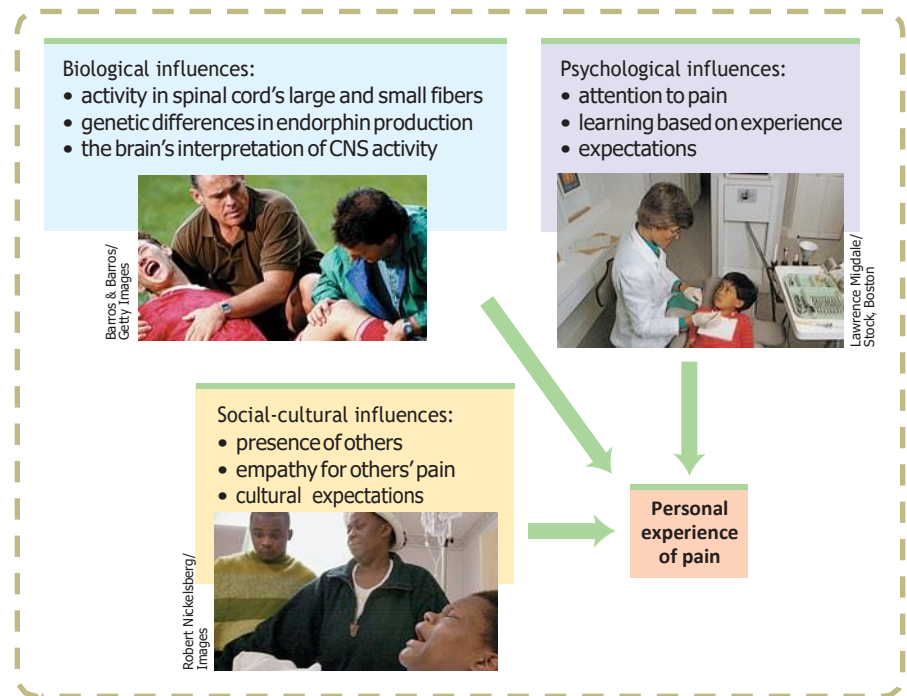 Biological influences:
• activity in spinal cord's large and small fibers
• genetic differences in endorphin production
• the brain's interpretation of CNS activity
Barros & Barros/
Getty Images
Psychological influences:
• attention to pain
• learning based on experience
• expectations
Lawrence Migdale/
Stock, Boston
Social-cultural influences:
• presence of others
• empathy for others' pain
• cultural expectations
Robert Nickelsberg/
Images
Personal
experience
of pain